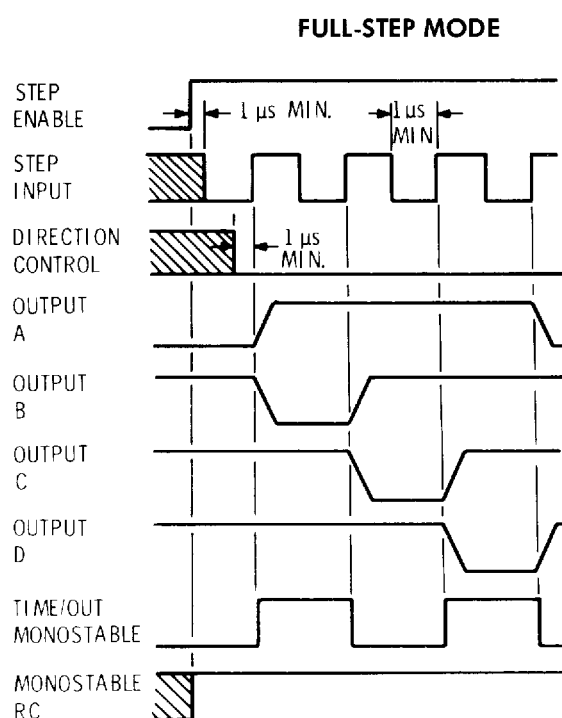 FULL-STEP MODE
STEP
ENABLE
1 µs MIN.
1 µs
MIN
STEP
INPUT
DIRECTION
CONTROL
1 µs
MIN.
OUTPUT
A
OUTPUT
B
OUTPUT
C
OUTPUT
D
TIME/OUT
MONOSTABLE
MONOSTABLE
RC